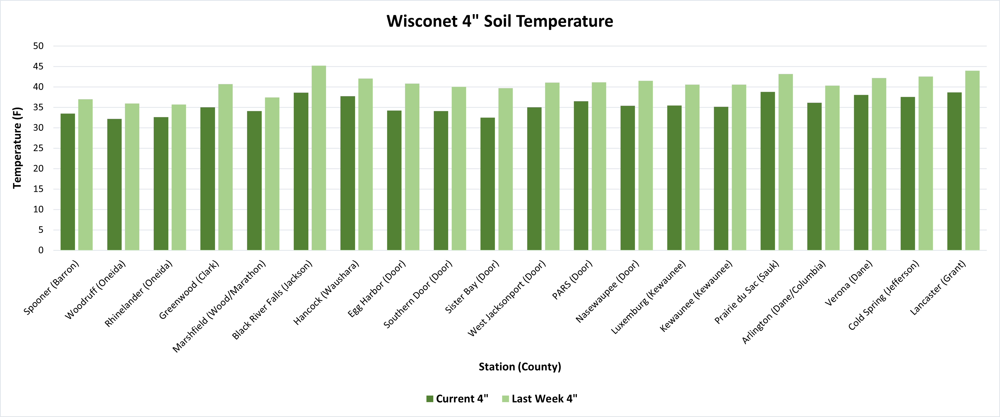 Wisconet 4" Soil Temperature
50
45
40
35
30
25
20
15
10
5
0
Temperature (F)
Spooner (Barron)
Woodruff (Oneida)
Rhinelander (Oneida)
Greenwood (Clark)
Marshfield (Wood/Marathon)
Black River Falls (Jackson)
Hancock (Waushara)
Egg Harbor (Door)
Southern Door (Door)
Sister Bay (Door)
West Jacksonport (Door)
PARS (Door)
Nasewaupee (Door)
Luxemburg (Kewaunee)
Kewaunee (Kewaunee)
Prairie du Sac (Sauk)
Arlington (Dane/Columbia)
Verona (Dane)
Cold Spring (Jefferson)
Lancaster (Grant)
Station (County)
Current 4"
Last Week 4"